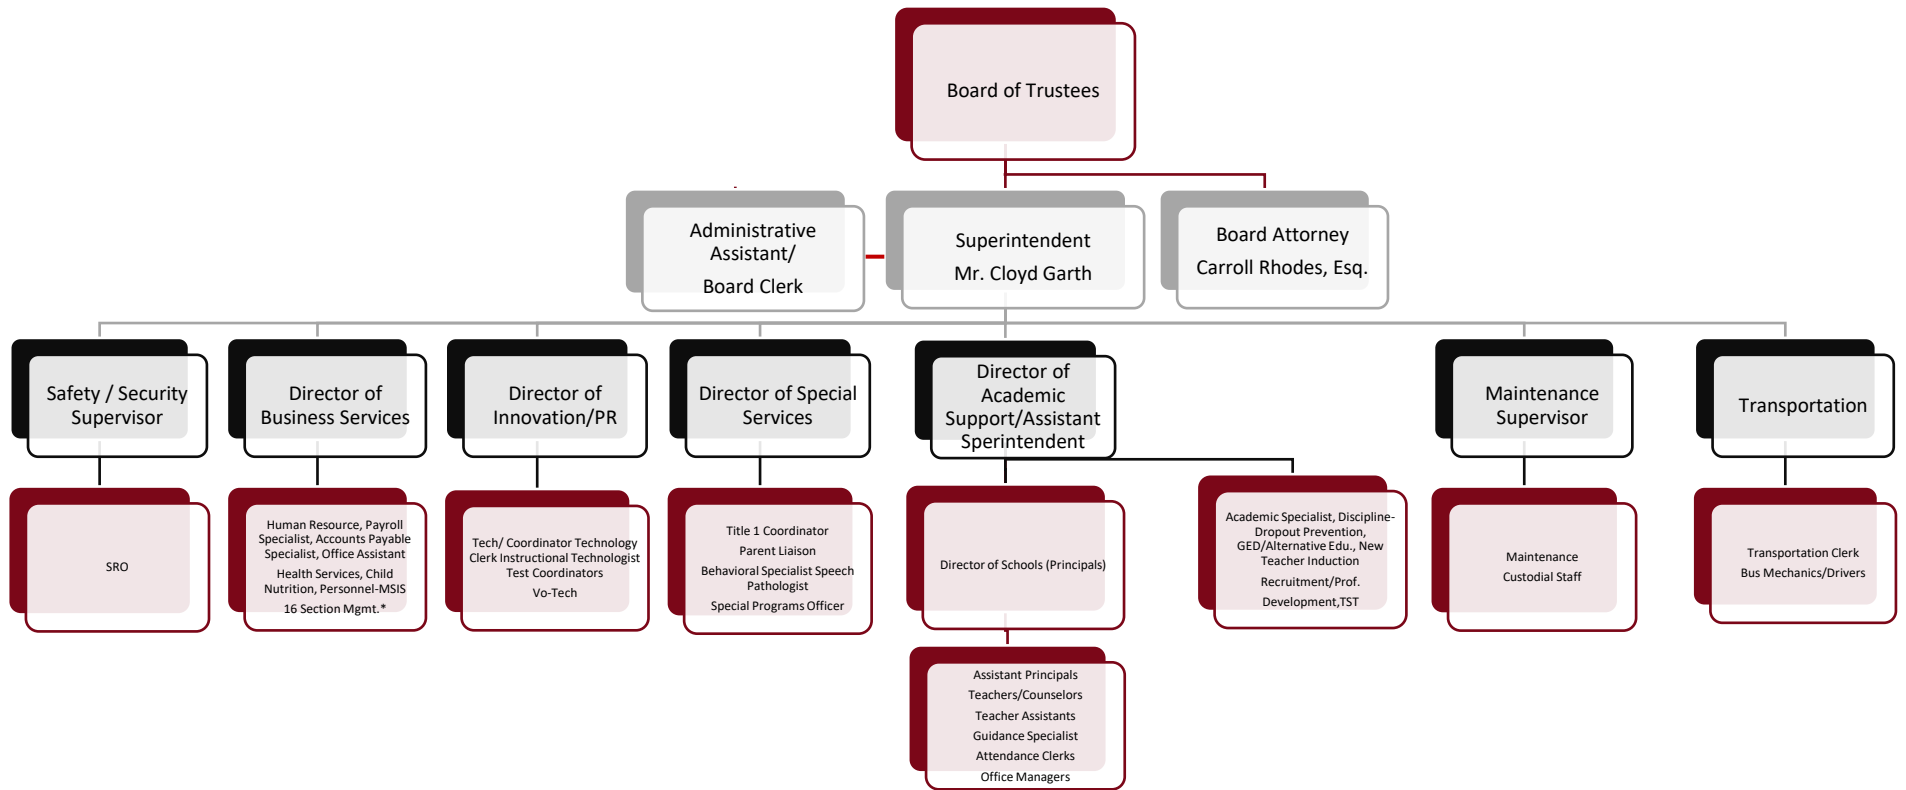 Board of Trustees
Administrative
Assistant/
Board Clerk
Superintendent
Mr. Cloyd Garth
Board Attorney
Carroll Rhodes, Esq.
Safety / Security
Supervisor
Director of
Business Services
Director of
Innovation/PR
Director of Special
Services
Director of
Academic
Support/Assistant
Sperintendent
Maintenance
Supervisor
Transportation
SRO
Human Resource, Payroll
Specialist, Accounts Payable
Specialist, Office Assistant
Health Services, Child
Nutrition, Personnel-MSIS
16 Section Mgmt.*
Tech/ Coordinator Technology
Clerk Instructional Technologist
Test Coordinators
Vo-Tech
Title 1 Coordinator
Parent Liaison
Behavioral Specialist Speech
Pathologist
Special Programs Officer
Director of Schools (Principals)
Academic Specialist, Discipline-
Dropout Prevention,
GED/Alternative Edu., New
Teacher Induction
Recruitment/Prof.
Development,TST
Maintenance
Custodial Staff
Transportation Clerk
Bus Mechanics/Drivers
Assistant Principals
Teachers/Counselors
Teacher Assistants
Guidance Specialist
Attendance Clerks
Office Managers